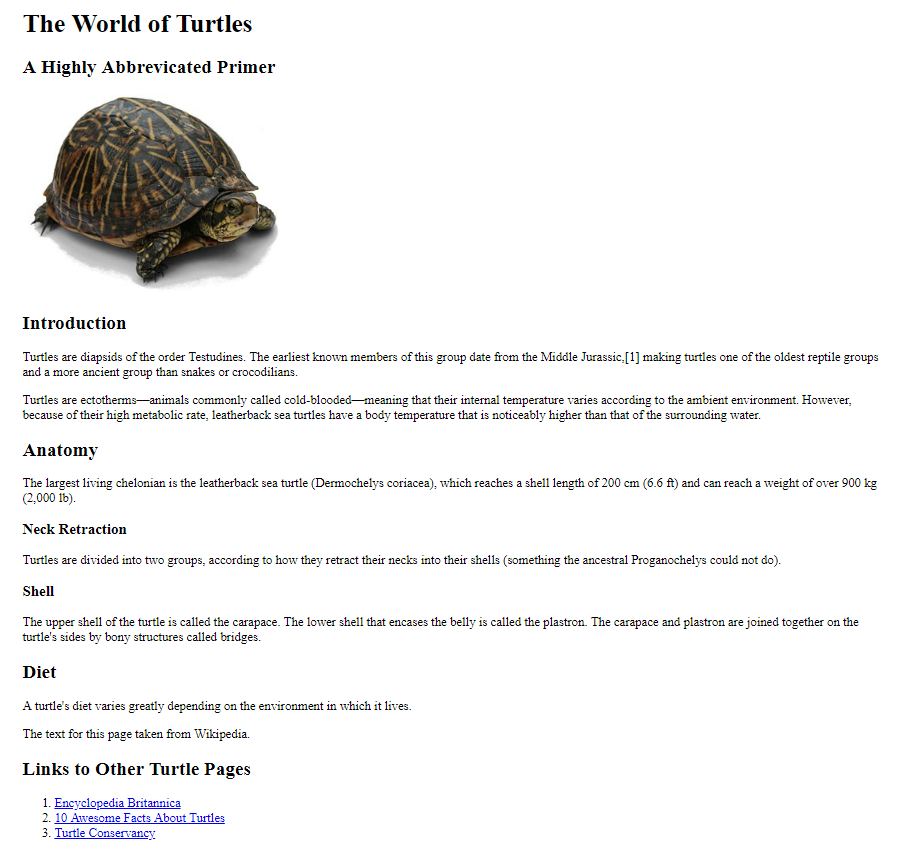 The World of Turtles
A Highly Abbrevicated Primer
Introduction
Turtles are diapsids of the order Testudines. The earliest known members of this group date from the Middle Jurassic,[1] making turtles one of the oldest reptile groups
and a more ancient group than snakes or crocodilians.
Turtles are ectotherms—animals commonly called cold-blooded—meaning that their internal temperature varies according to the ambient environment. However,
because of their high metabolic rate, leatherback sea turtles have a body temperature that is noticeably higher than that of the surrounding water.
Anatomy
The largest living chelonian is the leatherback sea turtle (Dermochelys coriacea), which reaches a shell length of 200 cm (6.6 ft) and can reach a weight of over 900 kg
(2,000 lb).
Neck Retraction
Turtles are divided into two groups, according to how they retract their necks into their shells (something the ancestral Proganochelys could not do).
Shell
The upper shell of the turtle is called the carapace. The lower shell that encases the belly is called the plastron. The carapace and plastron are joined together on the
turtle's sides by bony structures called bridges.
Diet
A turtle's diet varies greatly depending on the environment in which it lives.
The text for this page taken from Wikipedia.
Links to Other Turtle Pages
1. Encyclopedia Britannica
2. 10 Awesome Facts About Turtles
3. Turtle Conservancy